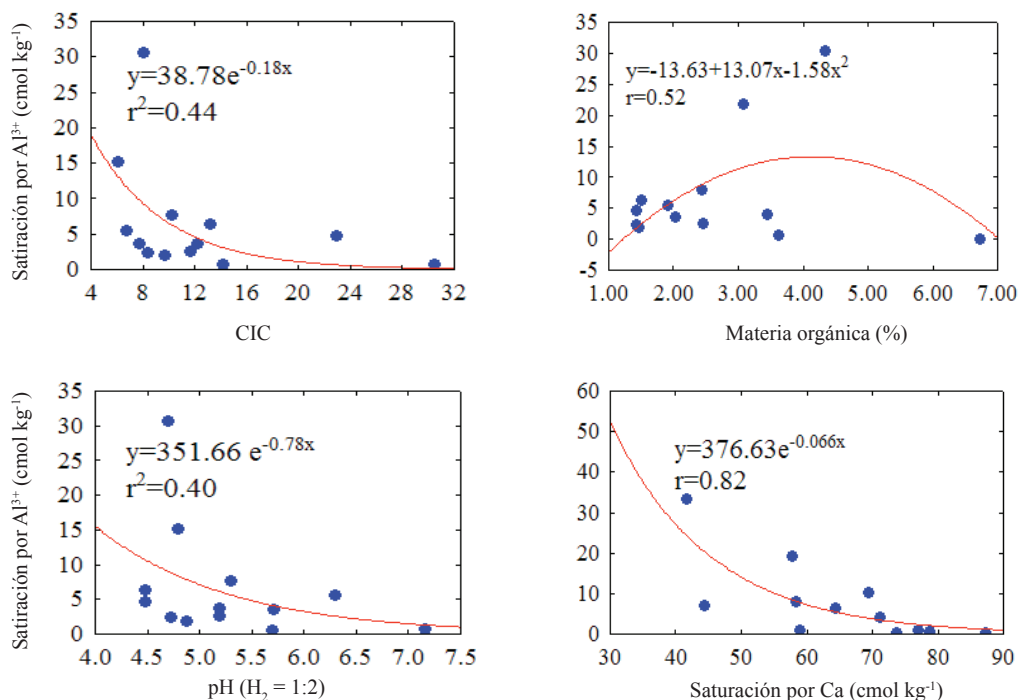 Satiración por Al³⁺ (cmol kg⁻¹)
35
30
25
20
15
10
5
0
y=38.78e^-0.18x
r²=0.44
4 8 12 16 20 24 28 32
CIC
35
30
25
20
15
10
5
0
-5
y=-13.63+13.07x-1.58x²
r=0.52
1.00 2.00 3.00 4.00 5.00 6.00 7.00
Materia orgánica (%)
Satiración por Al³⁺ (cmol kg⁻¹)
35
30
25
20
15
10
5
0
y=351.66 e^-0.78x
r²=0.40
4.0 4.5 5.0 5.5 6.0 6.5 7.0 7.5
pH (H₂ = 1:2)
60
50
40
30
20
10
0
y=376.63e^-0.066x
r=0.82
30 40 50 60 70 80 90
Saturación por Ca (cmol kg⁻¹)